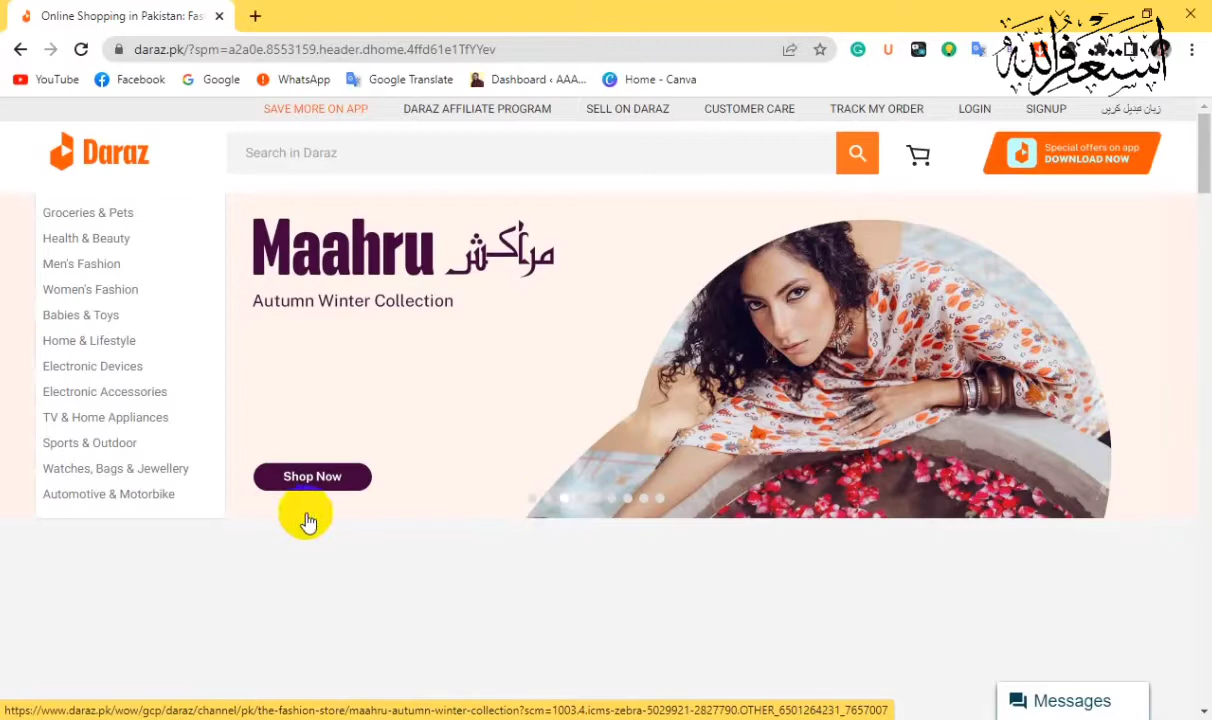 Online Shopping in Pakistan: Fas
daraz.pk/?spm=a2a0e.8553159.header.dhome.4ffd61e1TfYYev
YouTube
Facebook
Google
WhatsApp
Google Translate
Dashboard ‹ AAA...
Home - Canva
أستغفر الله
SAVE MORE ON APP
DARAZ AFFILIATE PROGRAM
SELL ON DARAZ
CUSTOMER CARE
TRACK MY ORDER
LOGIN
SIGNUP
زبان تبدیل کریں
Daraz
Search in Daraz
Special offers on app
DOWNLOAD NOW
Groceries & Pets
Health & Beauty
Men's Fashion
Women's Fashion
Babies & Toys
Home & Lifestyle
Electronic Devices
Electronic Accessories
TV & Home Appliances
Sports & Outdoor
Watches, Bags & Jewellery
Automotive & Motorbike
Maahru مراکش
Autumn Winter Collection
Shop Now
Messages
https://www.daraz.pk/wow/gcp/daraz/channel/pk/the-fashion-store/maahru-autumn-winter-collection?scm=1003.4.icms-zebra-5029921-2827790.OTHER_6501264231_7657007